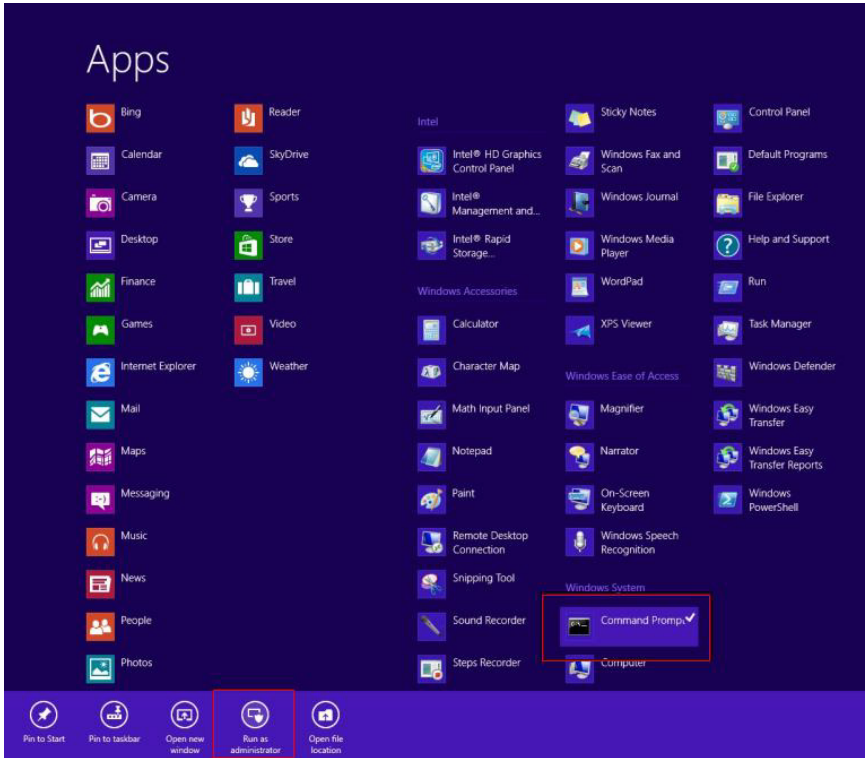 Apps
Bing
Calendar
Camera
Desktop
Finance
Games
Internet Explorer
Mail
Maps
Messaging
Music
News
People
Photos
Reader
SkyDrive
Sports
Store
Travel
Video
Weather
Intel
Intel® HD Graphics
Control Panel
Intel®
Management and...
Intel® Rapid
Storage...
Windows Accessories
Calculator
Character Map
Math Input Panel
Notepad
Paint
Remote Desktop
Connection
Snipping Tool
Sound Recorder
Steps Recorder
Sticky Notes
Windows Fax and
Scan
Windows Journal
Windows Media
Player
WordPad
XPS Viewer
Windows Ease of Access
Magnifier
Narrator
On-Screen
Keyboard
Windows Speech
Recognition
Windows System
Command Prompt
Computer
Control Panel
Default Programs
File Explorer
Help and Support
Run
Task Manager
Windows Defender
Windows Easy
Transfer
Windows Easy
Transfer Reports
Windows
PowerShell
Pin to Start
Pin to taskbar
Open new
window
Run as
administrator
Open file
location